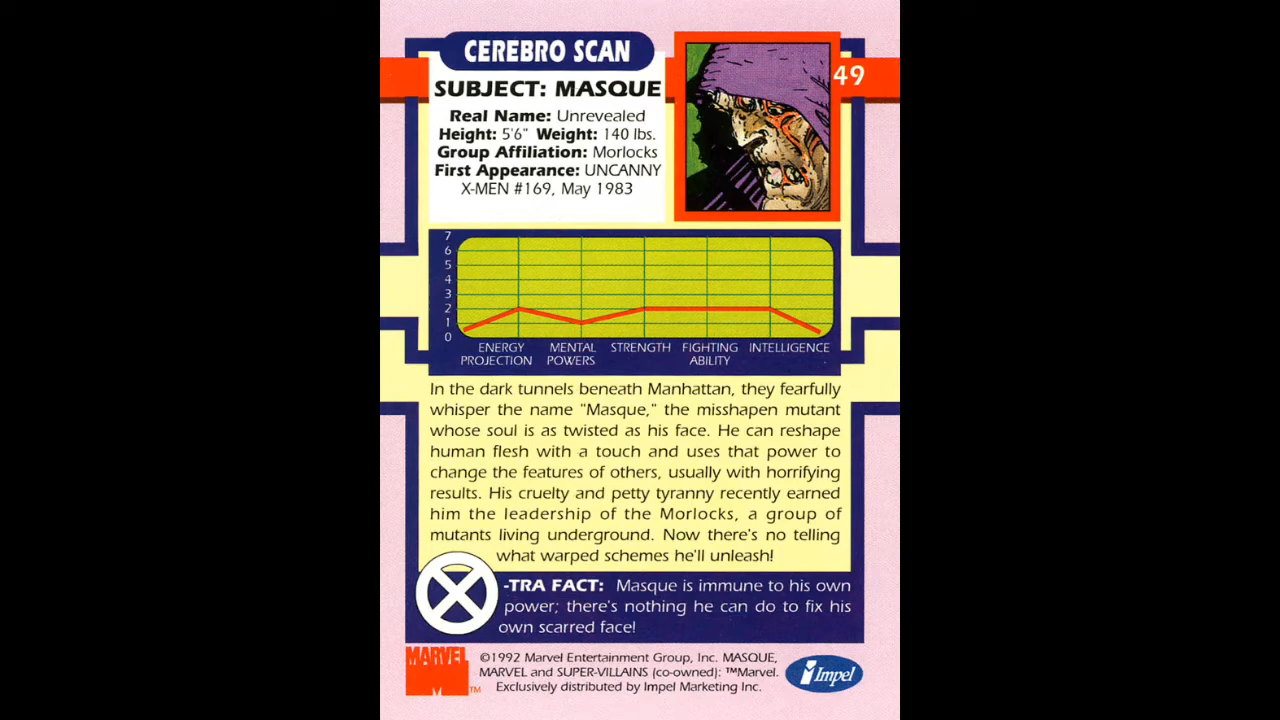 CEREBRO SCAN
49
SUBJECT: MASQUE
Real Name: Unrevealed
Height: 5'6" Weight: 140 lbs.
Group Affiliation: Morlocks
First Appearance: UNCANNY
X-MEN #169, May 1983
7
6
5
4
3
2
1
0
ENERGY PROJECTION
MENTAL POWERS
STRENGTH
FIGHTING ABILITY
INTELLIGENCE
In the dark tunnels beneath Manhattan, they fearfully
whisper the name "Masque," the misshapen mutant
whose soul is as twisted as his face. He can reshape
human flesh with a touch and uses that power to
change the features of others, usually with horrifying
results. His cruelty and petty tyranny recently earned
him the leadership of the Morlocks, a group of
mutants living underground. Now there's no telling
what warped schemes he'll unleash!
X-TRA FACT: Masque is immune to his own
power; there's nothing he can do to fix his
own scarred face!
MARVEL
M TM
©1992 Marvel Entertainment Group, Inc. MASQUE,
MARVEL and SUPER-VILLAINS (co-owned): ™Marvel.
Exclusively distributed by Impel Marketing Inc.
Impel